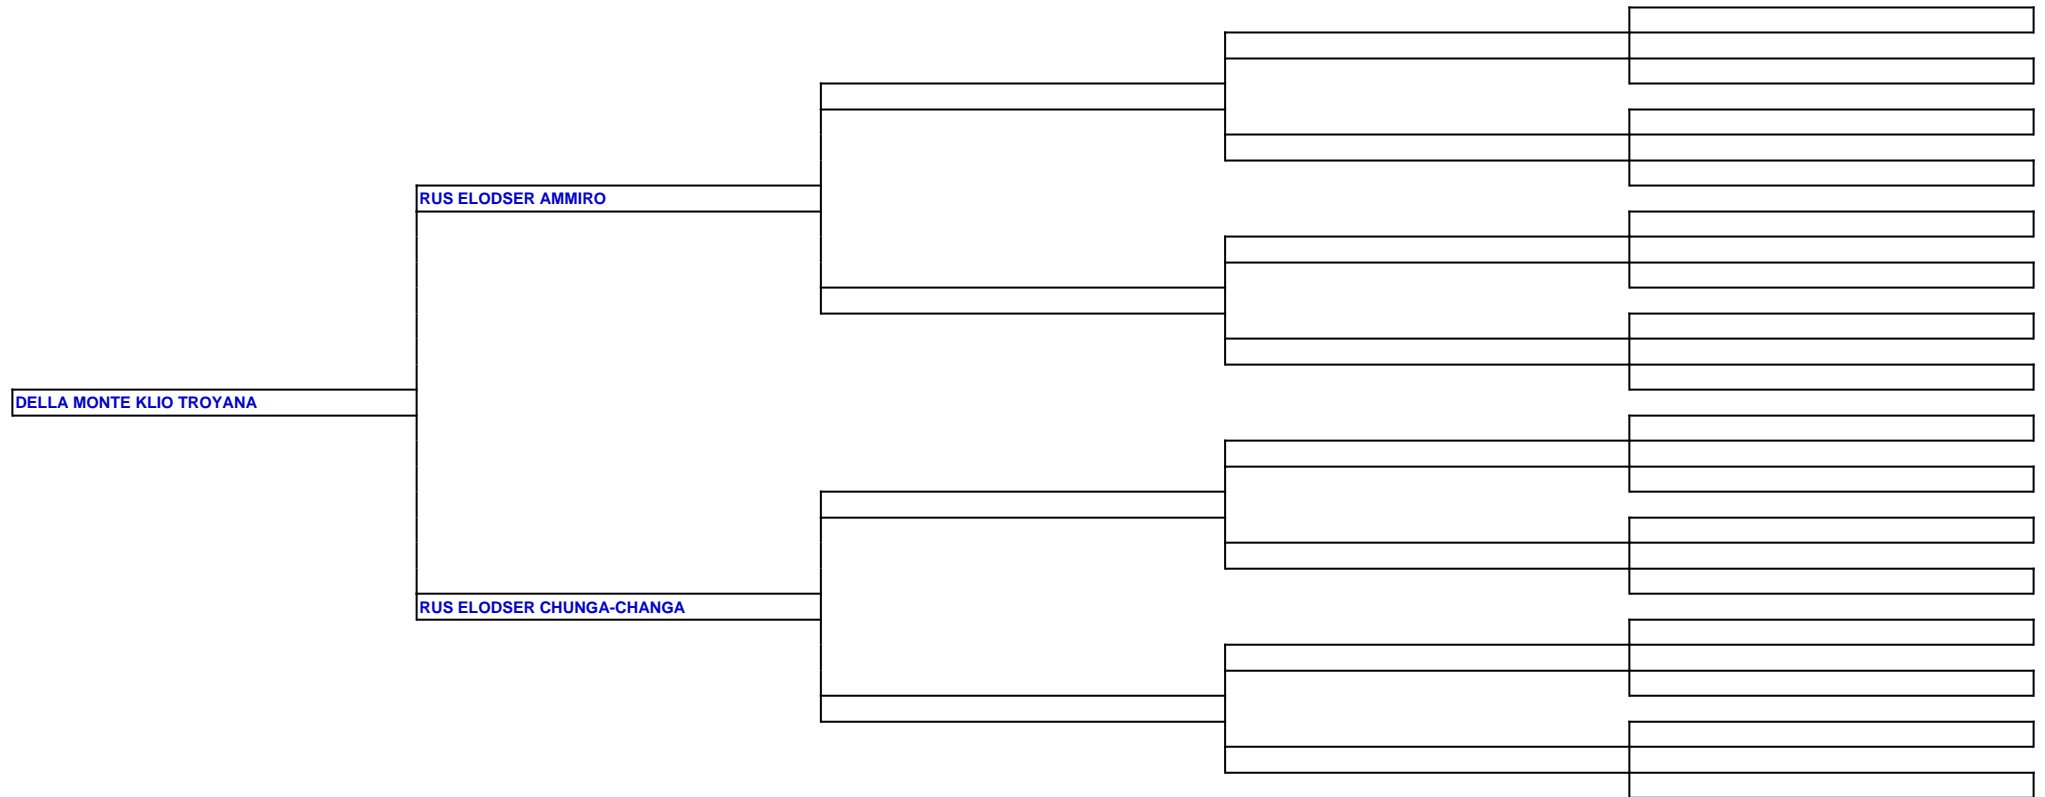 RUS ELODSER AMMIRO
DELLA MONTE KLIO TROYANA
RUS ELODSER CHUNGA-CHANGA